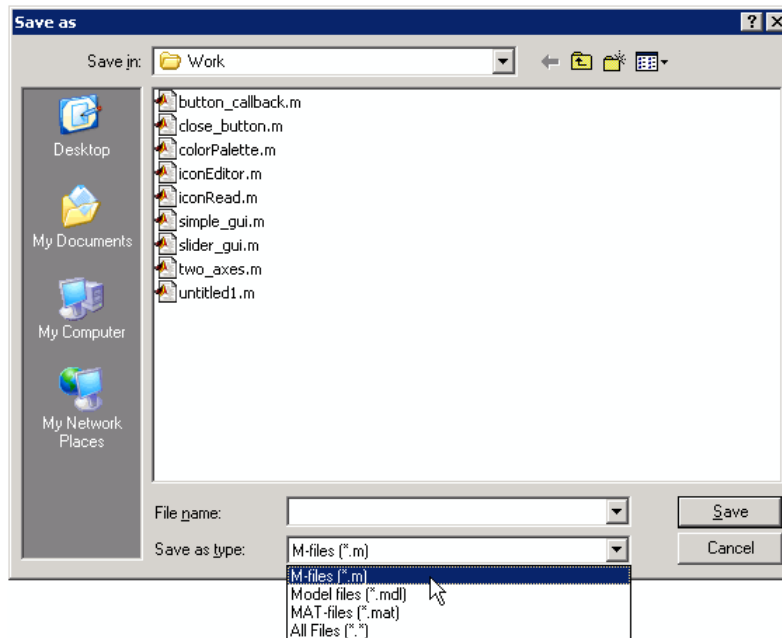 Save as
Save in:
Work
button_callback.m
close_button.m
colorPalette.m
iconEditor.m
iconRead.m
simple_gui.m
slider_gui.m
two_axes.m
untitled1.m
Desktop
My Documents
My Computer
My Network
Places
File name:
Save
Save as type:
M-files (*.m)
Cancel
M-files (*.m)
Model files (*.mdl)
MAT-files (*.mat)
All Files (*.*)